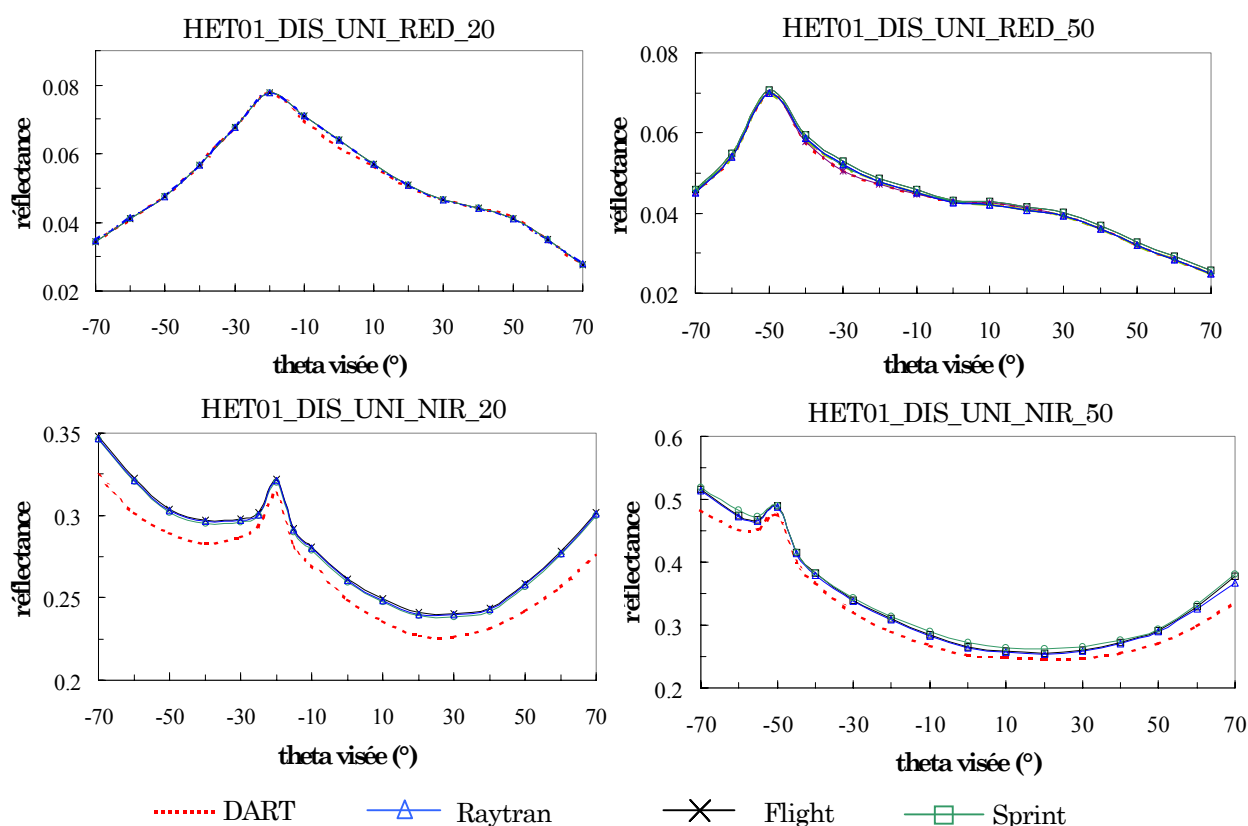 HET01_DIS_UNI_RED_20
HET01_DIS_UNI_RED_50
0.08
0.06
0.04
0.02
réflectance
-70 -50 -30 -10 10 30 50 70
theta visée (°)
0.08
0.06
0.04
0.02
réflectance
-70 -50 -30 -10 10 30 50 70
theta visée (°)
HET01_DIS_UNI_NIR_20
HET01_DIS_UNI_NIR_50
0.35
0.3
0.25
0.2
réflectance
-70 -50 -30 -10 10 30 50 70
theta visée (°)
0.6
0.5
0.4
0.3
0.2
réflectance
-70 -50 -30 -10 10 30 50 70
theta visée (°)
DART Raytran Flight Sprint